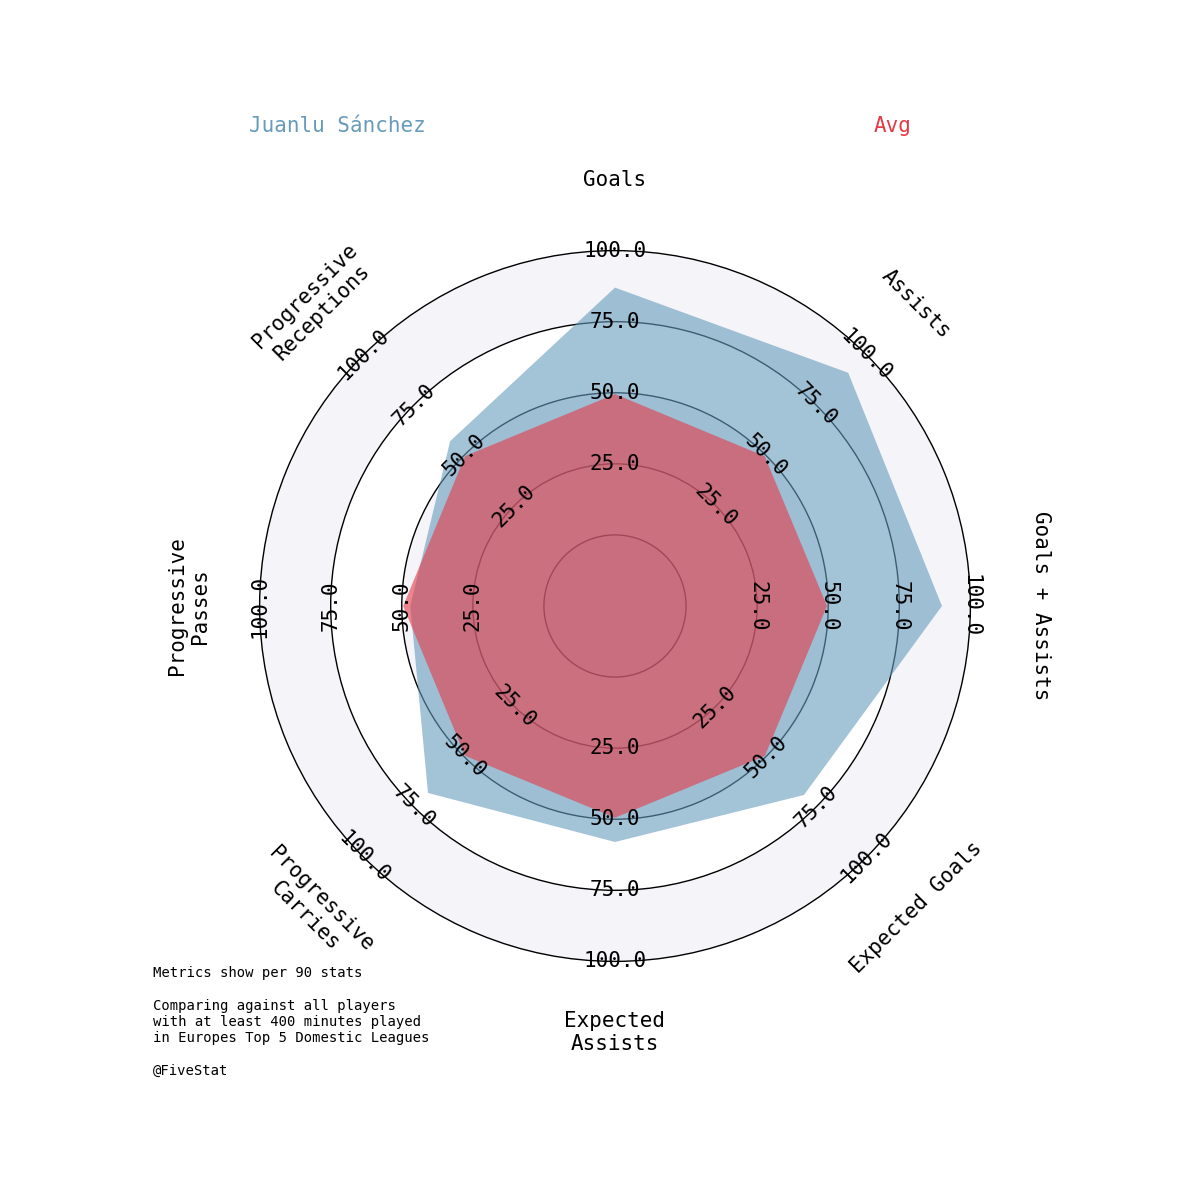 Juanlu Sánchez
Avg
Goals
Assists
Goals + Assists
Expected Goals
Expected
Assists
Progressive
Carries
Progressive
Passes
Progressive
Receptions
25.0
50.0
75.0
100.0
25.0
50.0
75.0
100.0
25.0
50.0
75.0
100.0
25.0
50.0
75.0
100.0
25.0
50.0
75.0
100.0
25.0
50.0
75.0
100.0
25.0
50.0
75.0
100.0
25.0
50.0
75.0
100.0
Metrics show per 90 stats
Comparing against all players
with at least 400 minutes played
in Europes Top 5 Domestic Leagues
@FiveStat